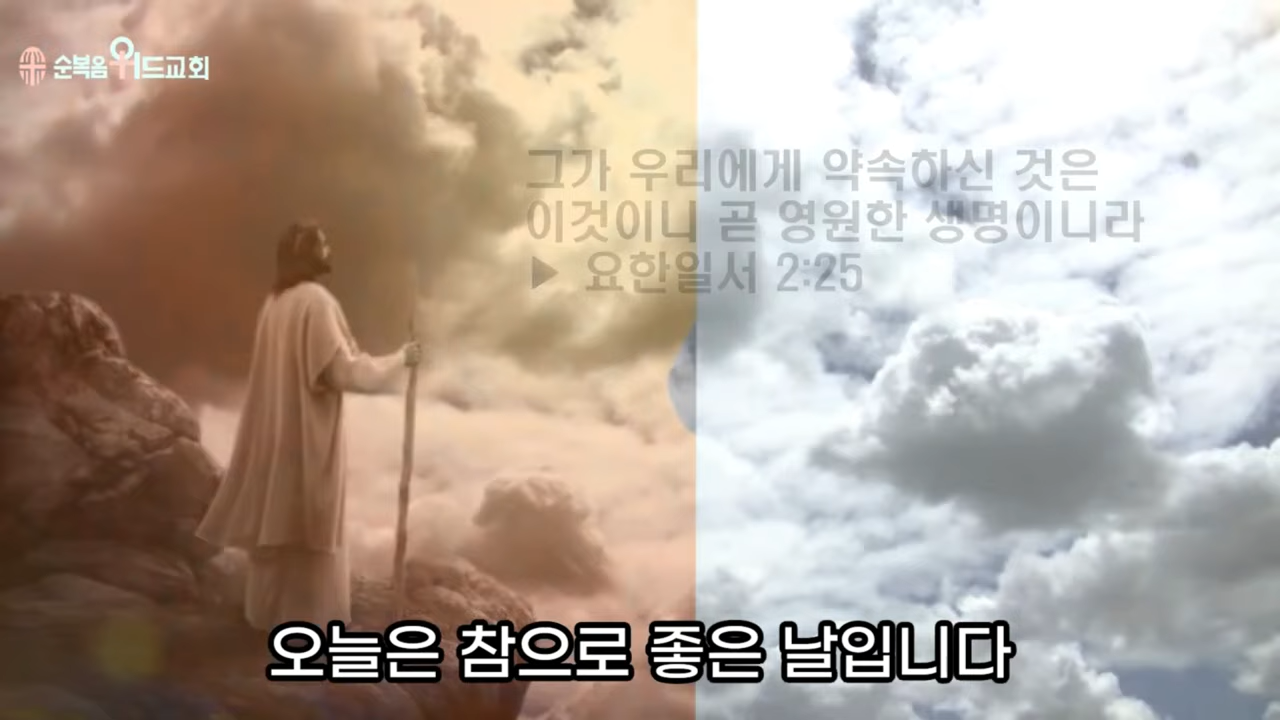 순복음위드교회
그가 우리에게 약속하신 것은
이것이니 곧 영원한 생명이니라
▶ 요한일서 2:25
오늘은 참으로 좋은 날입니다